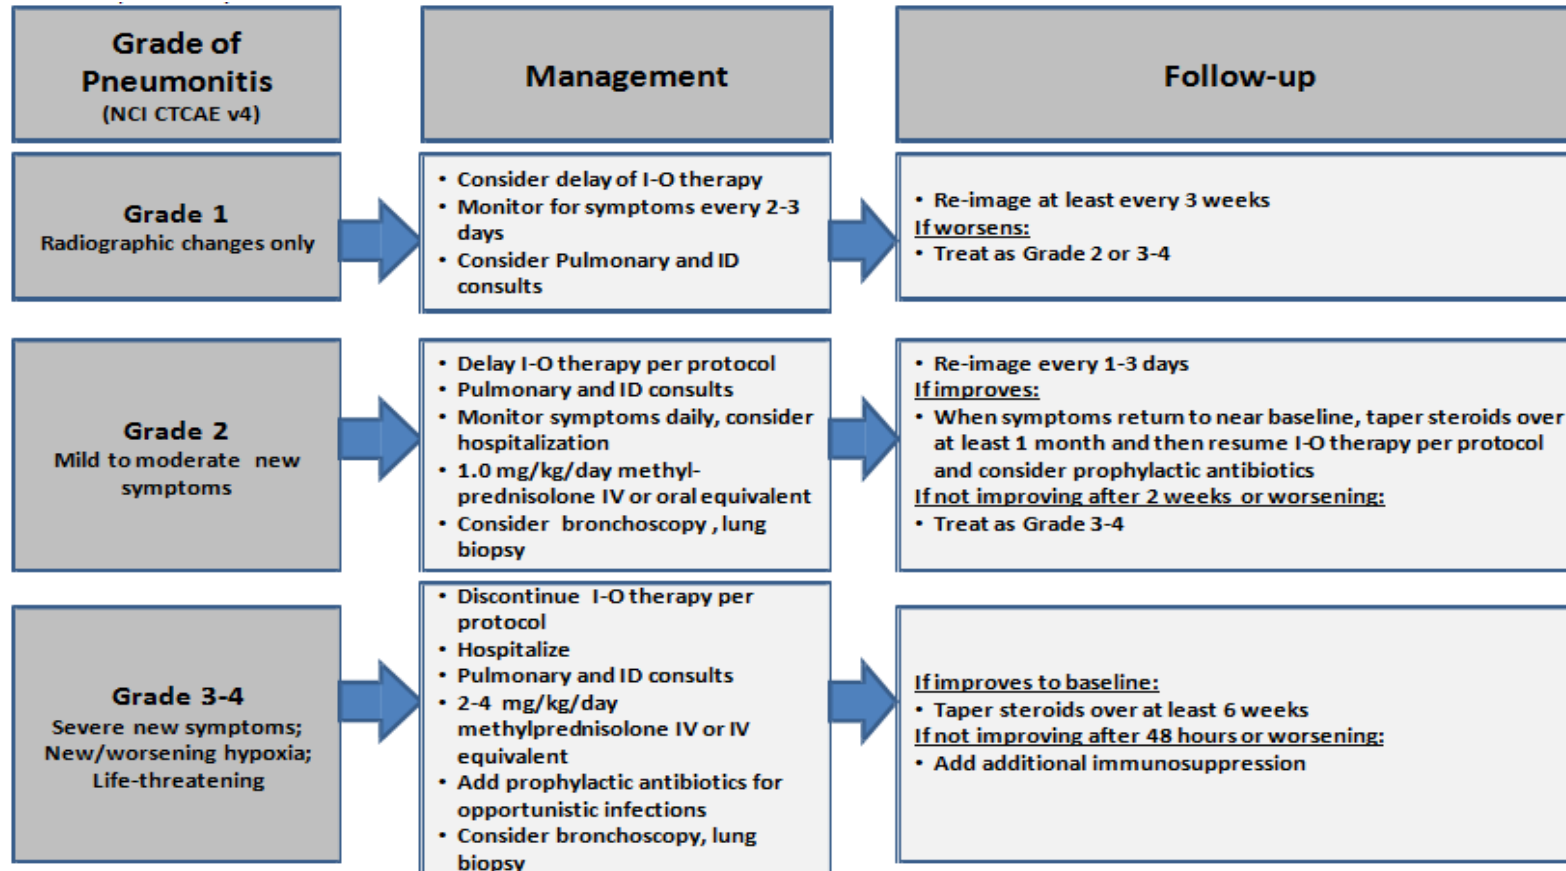 Grade of
Pneumonitis
(NCI CTCAE v4)
Management
Follow-up
Grade 1
Radiographic changes only
• Consider delay of I-O therapy
• Monitor for symptoms every 2-3
days
• Consider Pulmonary and ID
consults
• Re-image at least every 3 weeks
If worsens:
• Treat as Grade 2 or 3-4
Grade 2
Mild to moderate new
symptoms
• Delay I-O therapy per protocol
• Pulmonary and ID consults
• Monitor symptoms daily, consider
hospitalization
• 1.0 mg/kg/day methyl-
prednisolone IV or oral equivalent
• Consider bronchoscopy , lung
biopsy
• Re-image every 1-3 days
If improves:
• When symptoms return to near baseline, taper steroids over
at least 1 month and then resume I-O therapy per protocol
and consider prophylactic antibiotics
If not improving after 2 weeks or worsening:
• Treat as Grade 3-4
Grade 3-4
Severe new symptoms;
New/worsening hypoxia;
Life-threatening
• Discontinue I-O therapy per
protocol
• Hospitalize
• Pulmonary and ID consults
• 2-4 mg/kg/day
methylprednisolone IV or IV
equivalent
• Add prophylactic antibiotics for
opportunistic infections
• Consider bronchoscopy, lung
biopsy
If improves to baseline:
• Taper steroids over at least 6 weeks
If not improving after 48 hours or worsening:
• Add additional immunosuppression